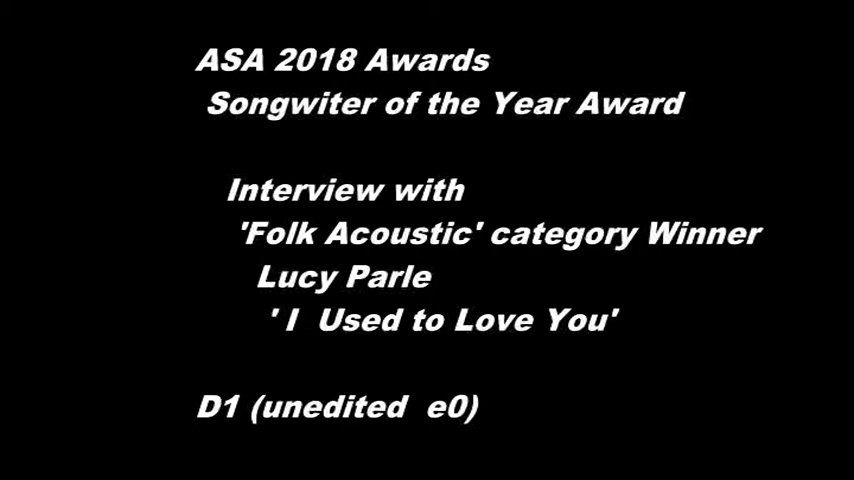 ASA 2018 Awards
Songwiter of the Year Award
Interview with
'Folk Acoustic' category Winner
Lucy Parle
' I Used to Love You'
D1 (unedited e0)